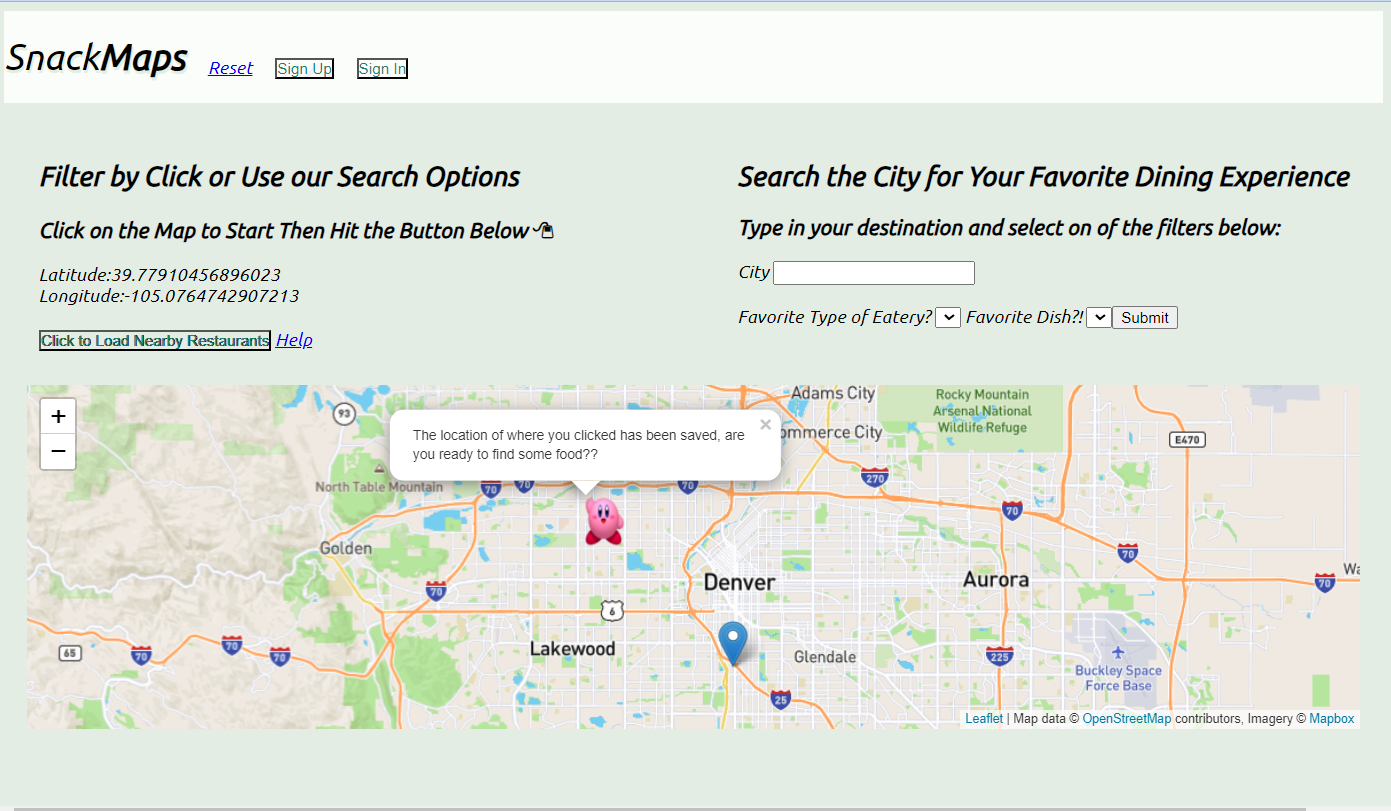 SnackMaps
Reset
Sign Up
Sign In
Filter by Click or Use our Search Options
Click on the Map to Start Then Hit the Button Below
Latitude:39.77910456896023
Longitude:-105.0764742907213
Click to Load Nearby Restaurants Help
Search the City for Your Favorite Dining Experience
Type in your destination and select on of the filters below:
City
Favorite Type of Eatery? Favorite Dish?! Submit
+
−
The location of where you clicked has been saved, are
you ready to find some food??
×
93
Adams City
Rocky Mountain
Arsenal National
Wildlife Refuge
ommerce City
E470
270
North Table Mountain
70
70
70
70
Golden
70
Denver
Aurora
70
70
6
Lakewood
Glendale
65
70
70
70
225
Buckley Space
Force Base
25
Leaflet | Map data © OpenStreetMap contributors, Imagery © Mapbox